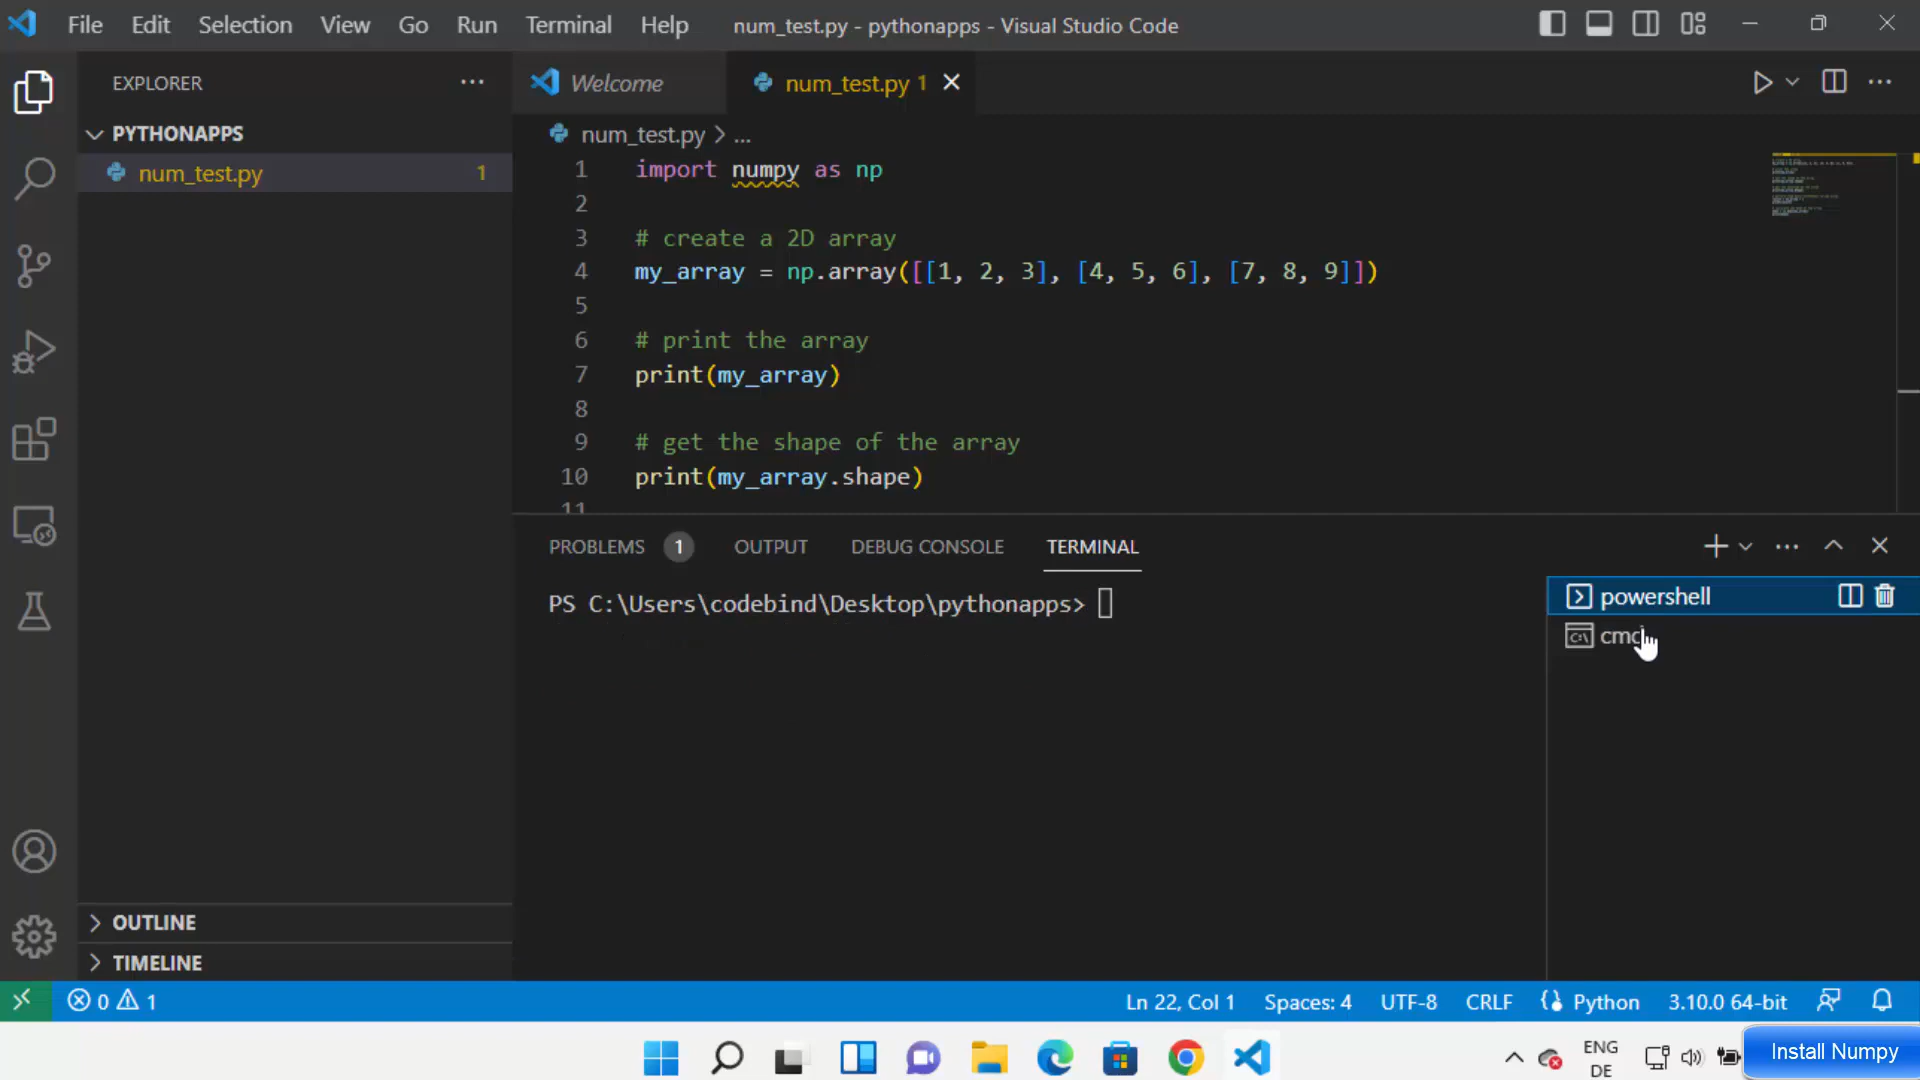 File Edit Selection View Go Run Terminal Help num_test.py - pythonapps - Visual Studio Code
EXPLORER
Welcome
num_test.py 1
PYTHONAPPS
num_test.py 1
num_test.py > ...
1 import numpy as np
2
3 # create a 2D array
4 my_array = np.array([[1, 2, 3], [4, 5, 6], [7, 8, 9]])
5
6 # print the array
7 print(my_array)
8
9 # get the shape of the array
10 print(my_array.shape)
11
PROBLEMS 1 OUTPUT DEBUG CONSOLE TERMINAL
PS C:\Users\codebind\Desktop\pythonapps>
powershell
cmd
OUTLINE
TIMELINE
0 1 Ln 22, Col 1 Spaces: 4 UTF-8 CRLF Python 3.10.0 64-bit
ENG
DE
Install Numpy